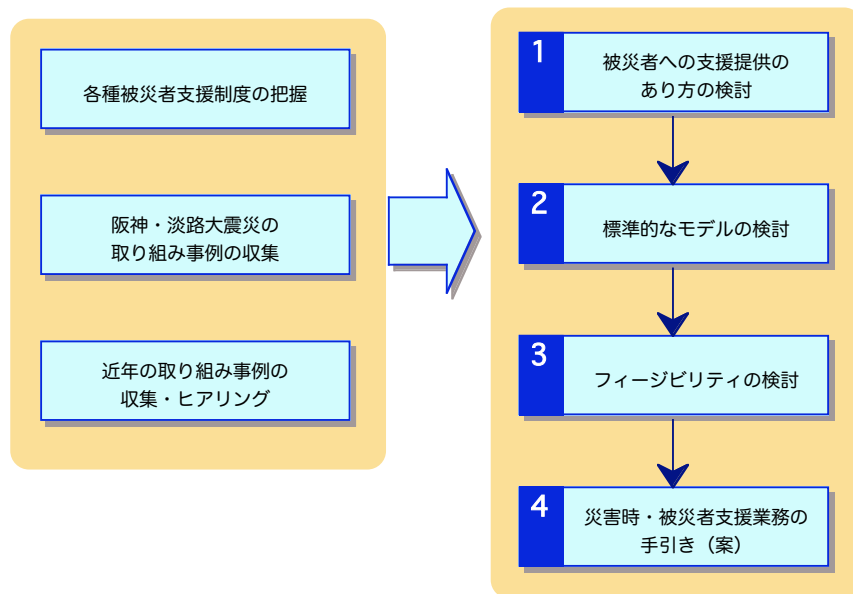 各種被災者支援制度の把握
阪神・淡路大震災の
取り組み事例の収集
近年の取り組み事例の
収集・ヒアリング
1
被災者への支援提供の
あり方の検討
2
標準的なモデルの検討
3
フィージビリティの検討
4
災害時・被災者支援業務の
手引き（案）